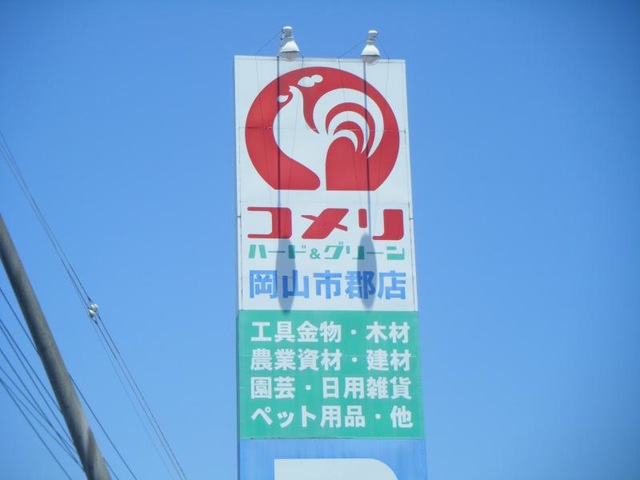 コメリ
ハード&グリーン
岡山市郡店
工具金物・木材
農業資材・建材
園芸・日用雑貨
ペット用品・他